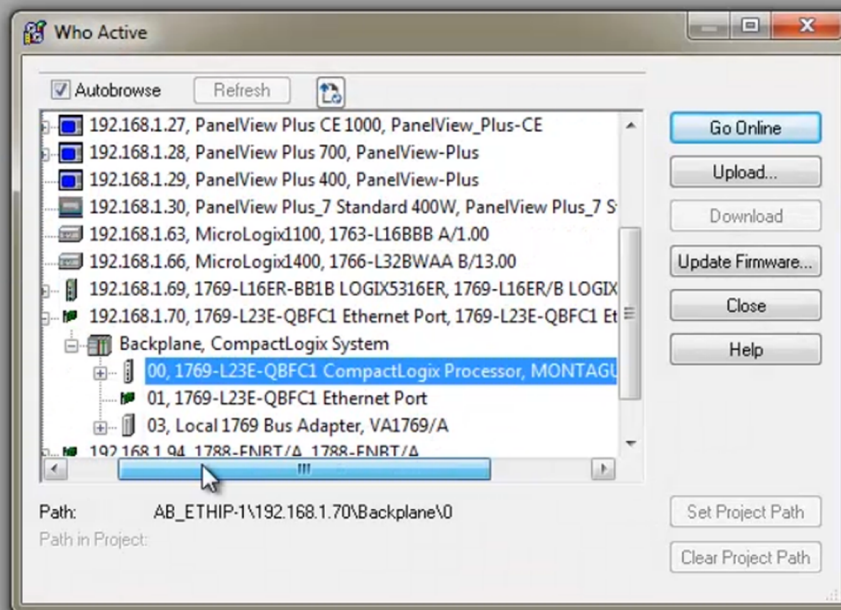 Who Active
Autobrowse
Refresh
192.168.1.27, PanelView Plus CE 1000, PanelView_Plus-CE
192.168.1.28, PanelView Plus 700, PanelView-Plus
192.168.1.29, PanelView Plus 400, PanelView-Plus
192.168.1.30, PanelView Plus_7 Standard 400W, PanelView Plus_7 S
192.168.1.63, MicroLogix1100, 1763-L16BBB A/1.00
192.168.1.66, MicroLogix1400, 1766-L32BWAA B/13.00
192.168.1.69, 1769-L16ER-BB1B LOGIX5316ER, 1769-L16ER/B LOGIX
192.168.1.70, 1769-L23E-QBFC1 Ethernet Port, 1769-L23E-QBFC1 Et
Backplane, CompactLogix System
00, 1769-L23E-QBFC1 CompactLogix Processor, MONTAGU
01, 1769-L23E-QBFC1 Ethernet Port
03, Local 1769 Bus Adapter, VA1769/A
192.168.1.94, 1788-ENBT/A, 1788-ENBT/A
Go Online
Upload...
Download
Update Firmware...
Close
Help
Path: AB_ETHIP-1\192.168.1.70\Backplane\0
Path in Project:
Set Project Path
Clear Project Path